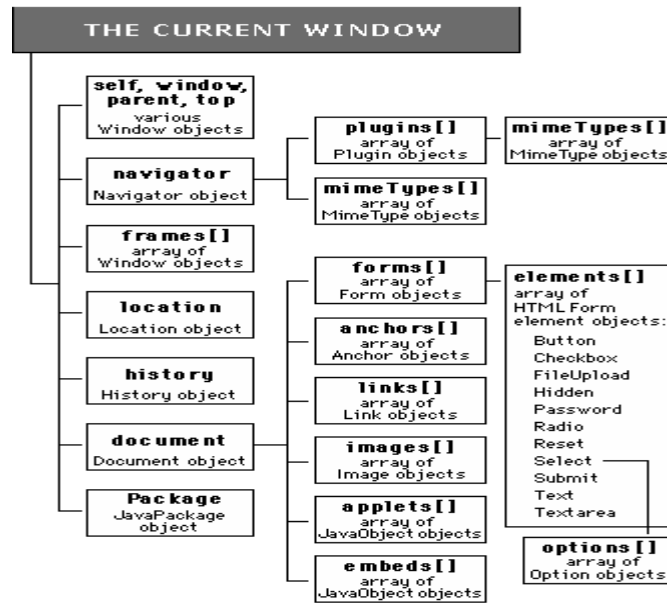 THE CURRENT WINDOW
self, window,
parent, top
various
Window objects
navigator
Navigator object
frames[]
array of
Window objects
location
Location object
history
History object
document
Document object
Package
JavaPackage
object
plugins[]
array of
Plugin objects
mimeTypes[]
array of
MimeType objects
mimeTypes[]
array of
MimeType objects
forms[]
array of
Form objects
anchors[]
array of
Anchor objects
links[]
array of
Link objects
images[]
array of
Image objects
applets[]
array of
JavaObject objects
embeds[]
array of
JavaObject objects
elements[]
array of
HTML Form
element objects:
Button
Checkbox
FileUpload
Hidden
Password
Radio
Reset
Select
Submit
Text
Textarea
options[]
array of
Option objects